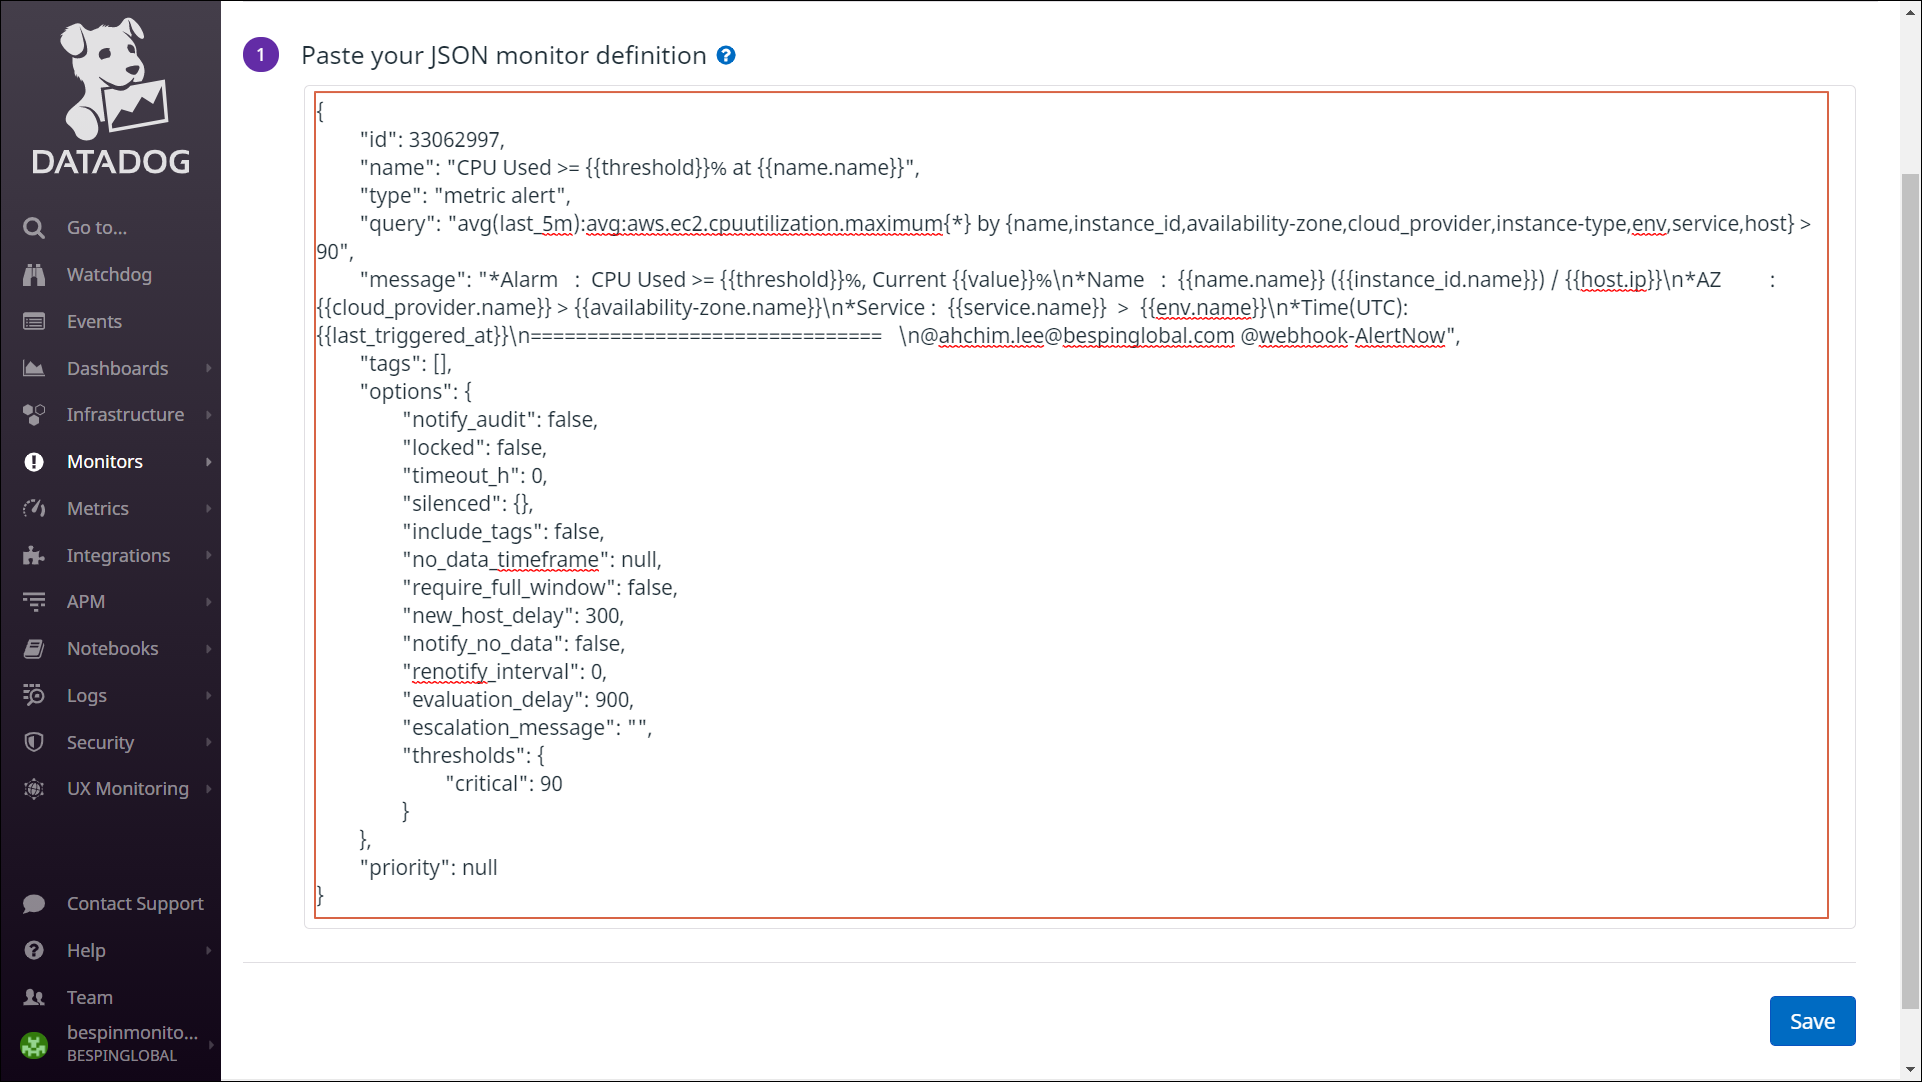 DATADOG
Go to...
Watchdog
Events
Dashboards
Infrastructure
Monitors
Metrics
Integrations
APM
Notebooks
Logs
Security
UX Monitoring
Contact Support
Help
Team
bespinmonito...
BESPINGLOBAL
1 Paste your JSON monitor definition ?
{
"id": 33062997,
"name": "CPU Used >= {{threshold}}% at {{name.name}}",
"type": "metric alert",
"query": "avg(last_5m):avg:aws.ec2.cpuutilization.maximum{*} by {name,instance_id,availability-zone,cloud_provider,instance-type,env,service,host} >
90",
"message": "*Alarm   :  CPU Used >= {{threshold}}%, Current {{value}}%\n*Name   :  {{name.name}} ({{instance_id.name}}) / {{host.ip}}\n*AZ        :
{{cloud_provider.name}} > {{availability-zone.name}}\n*Service :  {{service.name}}  >  {{env.name}}\n*Time(UTC):
{{last_triggered_at}}\n==============================   \n@ahchim.lee@bespinglobal.com @webhook-AlertNow",
"tags": [],
"options": {
"notify_audit": false,
"locked": false,
"timeout_h": 0,
"silenced": {},
"include_tags": false,
"no_data_timeframe": null,
"require_full_window": false,
"new_host_delay": 300,
"notify_no_data": false,
"renotify_interval": 0,
"evaluation_delay": 900,
"escalation_message": "",
"thresholds": {
"critical": 90
}
},
"priority": null
}
Save